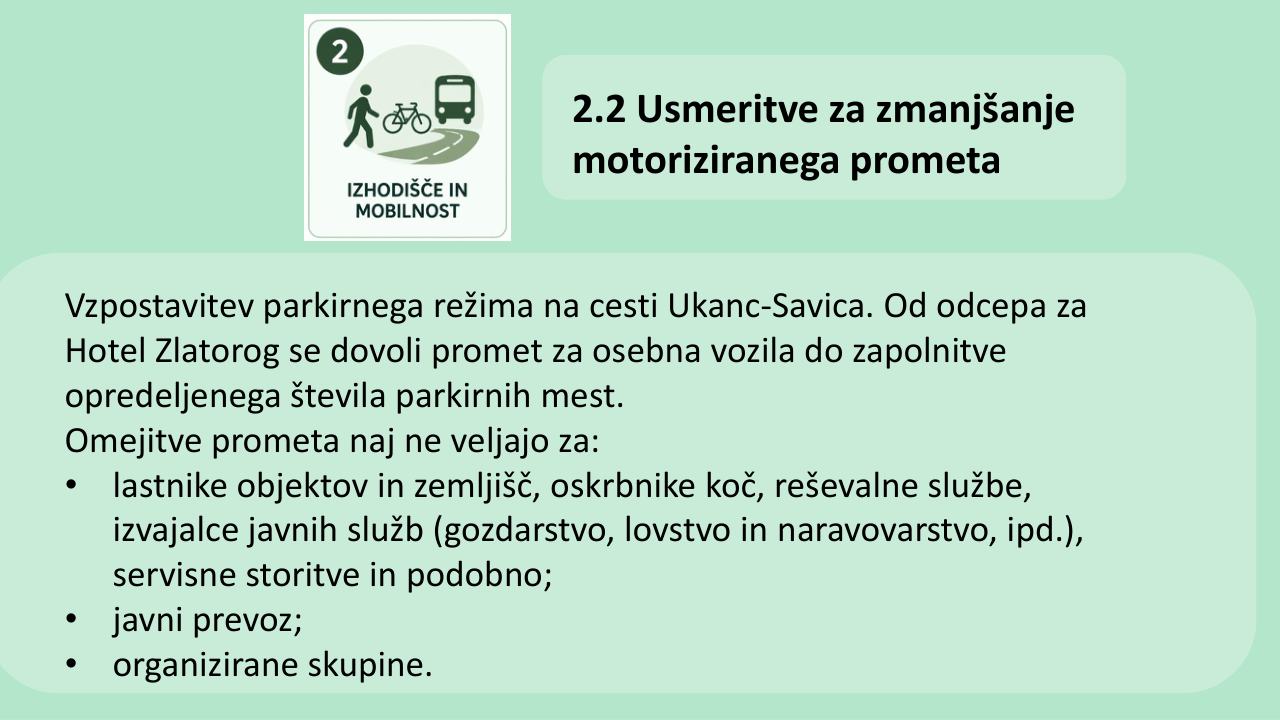 2
IZHODIŠČE IN
MOBILNOST
2.2 Usmeritve za zmanjšanje
motoriziranega prometa
Vzpostavitev parkirnega režima na cesti Ukanc-Savica. Od odcepa za
Hotel Zlatorog se dovoli promet za osebna vozila do zapolnitve
opredeljenega števila parkirnih mest.
Omejitve prometa naj ne veljajo za:
• lastnike objektov in zemljišč, oskrbnike koč, reševalne službe,
izvajalce javnih služb (gozdarstvo, lovstvo in naravovarstvo, ipd.),
servisne storitve in podobno;
• javni prevoz;
• organizirane skupine.